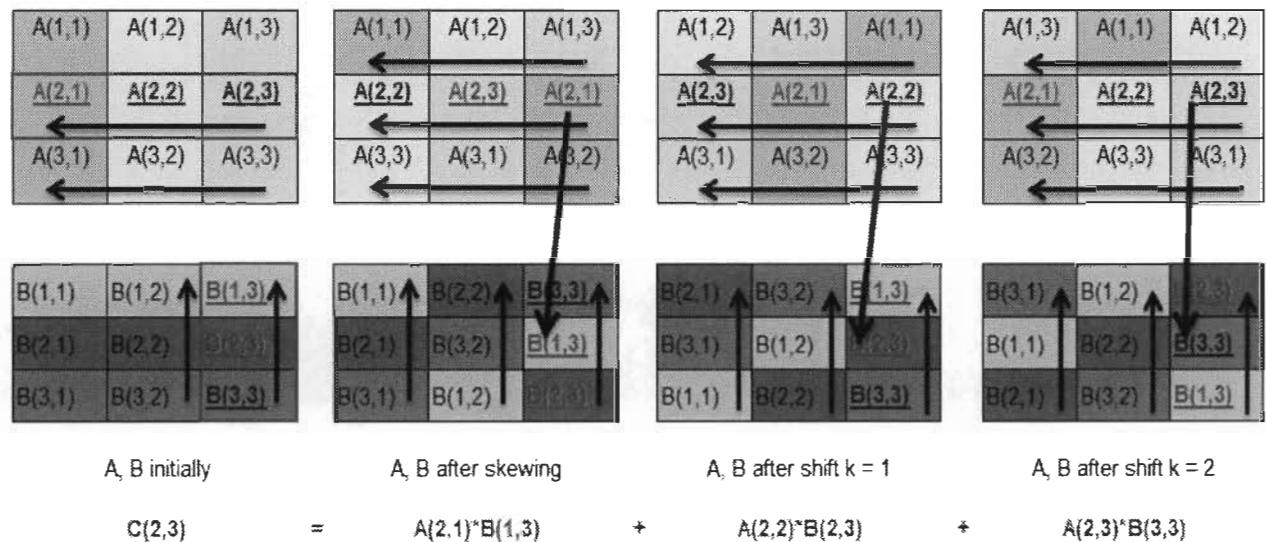 A(1,1) A(1,2) A(1,3) A(1,1) A(1,2) A(1,3) A(1,2) A(1,3) A(1,1) A(1,3) A(1,1) A(1,2)
A(2,1) A(2,2) A(2,3) A(2,2) A(2,3) A(2,1) A(2,3) A(2,1) A(2,2) A(2,1) A(2,2) A(2,3)
A(3,1) A(3,2) A(3,3) A(3,3) A(3,1) A(3,2) A(3,1) A(3,2) A(3,3) A(3,2) A(3,3) A(3,1)
B(1,1) B(1,2) B(1,3) B(1,1) B(2,2) B(3,3) B(2,1) B(3,2) B(1,3) B(3,1) B(1,2) B(2,3)
B(2,1) B(2,2) B(2,3) B(2,1) B(3,2) B(1,3) B(3,1) B(1,2) B(2,3) B(1,1) B(2,2) B(3,3)
B(3,1) B(3,2) B(3,3) B(3,1) B(1,2) B(2,3) B(1,1) B(2,2) B(3,3) B(2,1) B(3,2) B(1,3)
A, B initially A, B after skewing A, B after shift k = 1 A, B after shift k = 2
C(2,3) = A(2,1)*B(1,3) + A(2,2)*B(2,3) + A(2,3)*B(3,3)